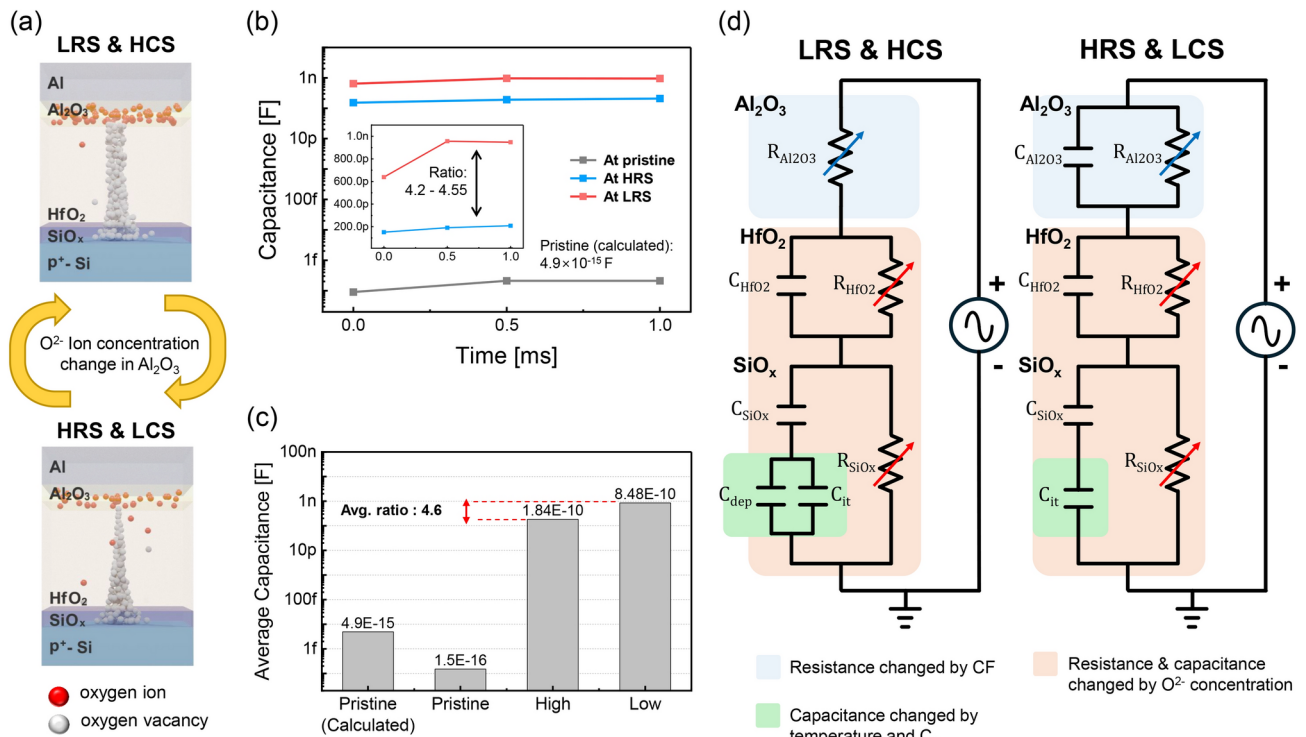 (a)
LRS & HCS
Al
Al₂O₃
HfO₂
SiOₓ
p⁺- Si
O²⁻ Ion concentration
change in Al₂O₃
HRS & LCS
Al
Al₂O₃
HfO₂
SiOₓ
p⁺- Si
oxygen ion
oxygen vacancy
(b)
Capacitance [F]
1n
10p
100f
1f
1.0n
800.0p
600.0p
400.0p
200.0p
Ratio:
4.2 - 4.55
0.0 0.5 1.0
At pristine
At HRS
At LRS
Pristine (calculated):
4.9×10⁻¹⁵ F
0.0 0.5 1.0
Time [ms]
(c)
Average Capacitance [F]
100n
1n
10p
100f
1f
Avg. ratio : 4.6
4.9E-15
1.5E-16
1.84E-10
8.48E-10
Pristine
(Calculated)
Pristine
High
Low
(d)
LRS & HCS
Al₂O₃
R_Al2O3
HfO₂
C_HfO2
R_HfO2
SiOₓ
C_SiOx
R_SiOx
C_dep
C_it
+
-
HRS & LCS
Al₂O₃
C_Al2O3
R_Al2O3
HfO₂
C_HfO2
R_HfO2
SiOₓ
C_SiOx
R_SiOx
C_it
+
-
Resistance changed by CF
Capacitance changed by
temperature and C
Resistance & capacitance
changed by O²⁻ concentration